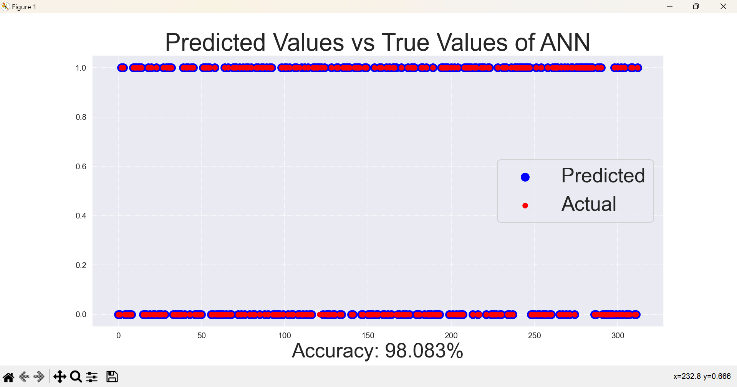 Figure 1
Predicted Values vs True Values of ANN
1.0
0.8
0.6
0.4
0.2
0.0
Predicted
Actual
0 50 100 150 200 250 300
Accuracy: 98.083%
x=232.8 y=0.666